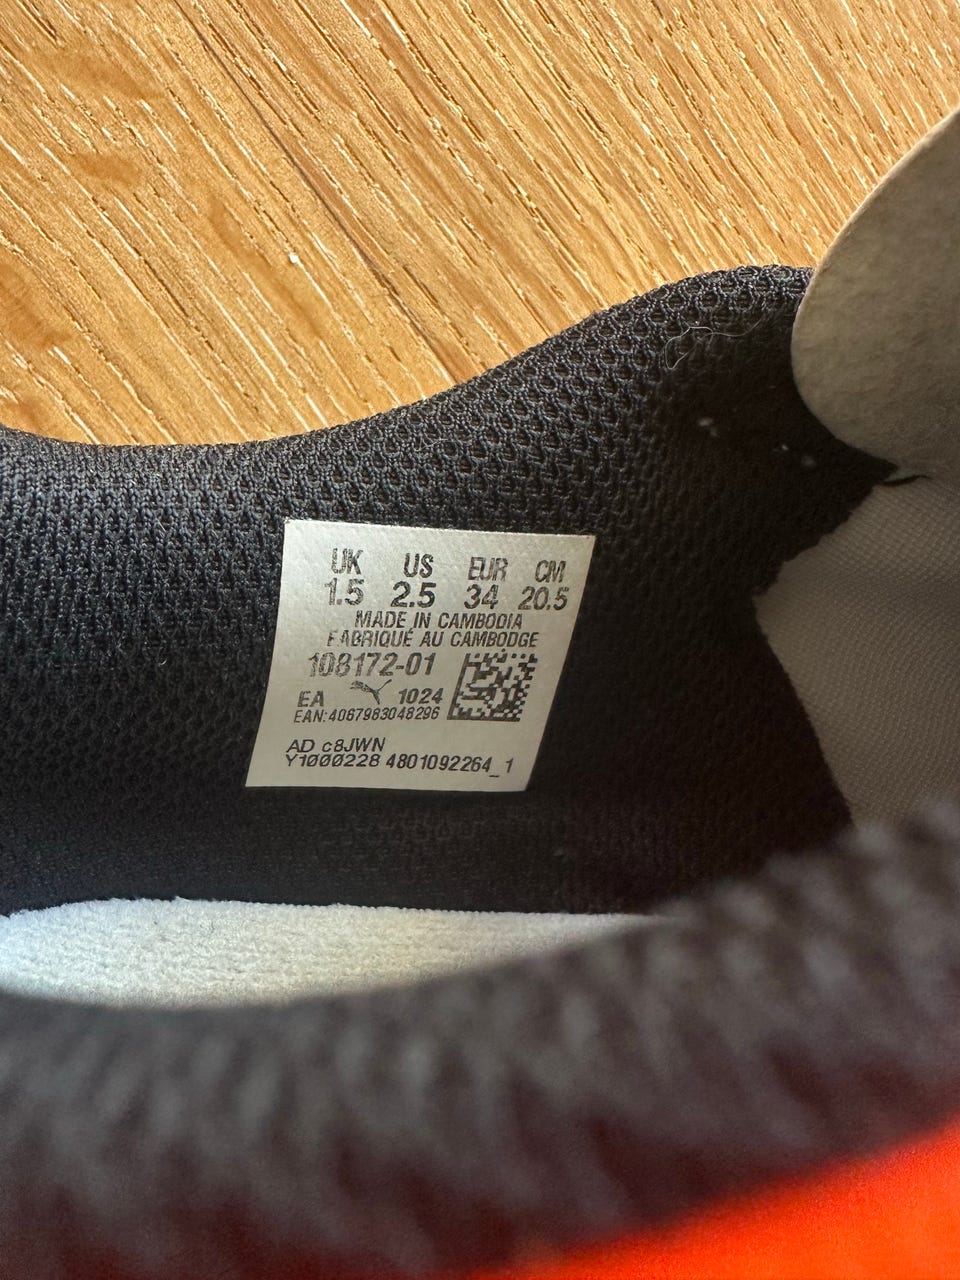 UK US EUR CM
1.5 2.5 34 20.5
MADE IN CAMBODIA
FABRIQUÉ AU CAMBODGE
108172-01
EA 1024
EAN:4067983048296
AD c8JWN
Y1000228 4801092264_1